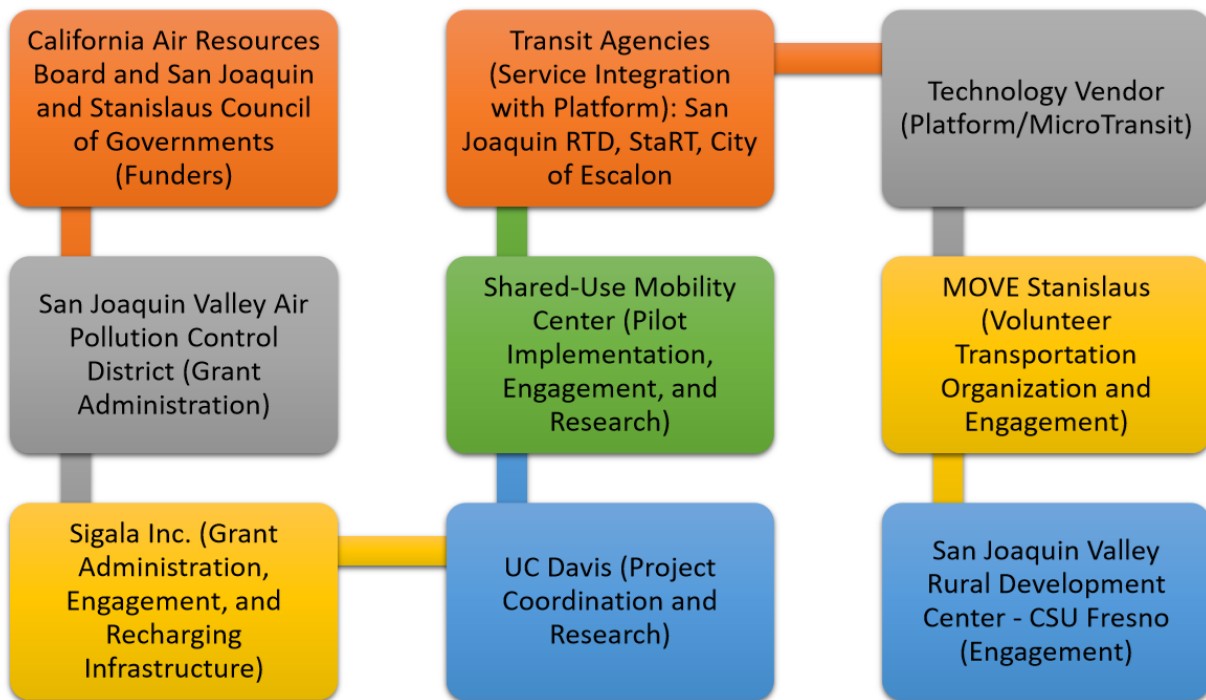 California Air Resources
Board and San Joaquin
and Stanislaus Council
of Governments
(Funders)
San Joaquin Valley Air
Pollution Control
District (Grant
Administration)
Sigala Inc. (Grant
Administration,
Engagement, and
Recharging
Infrastructure)
UC Davis (Project
Coordination and
Research)
Shared-Use Mobility
Center (Pilot
Implementation,
Engagement, and
Research)
Transit Agencies
(Service Integration
with Platform): San
Joaquin RTD, StaRT, City
of Escalon
Technology Vendor
(Platform/MicroTransit)
MOVE Stanislaus
(Volunteer
Transportation
Organization and
Engagement)
San Joaquin Valley
Rural Development
Center - CSU Fresno
(Engagement)